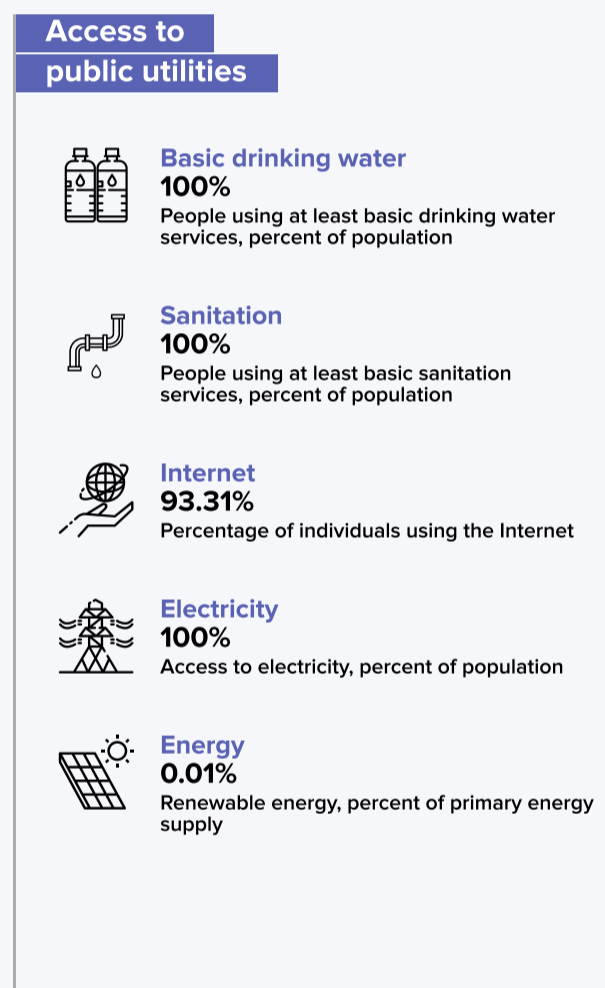 Access to
public utilities
Basic drinking water
100%
People using at least basic drinking water
services, percent of population
Sanitation
100%
People using at least basic sanitation
services, percent of population
Internet
93.31%
Percentage of individuals using the Internet
Electricity
100%
Access to electricity, percent of population
Energy
0.01%
Renewable energy, percent of primary energy
supply